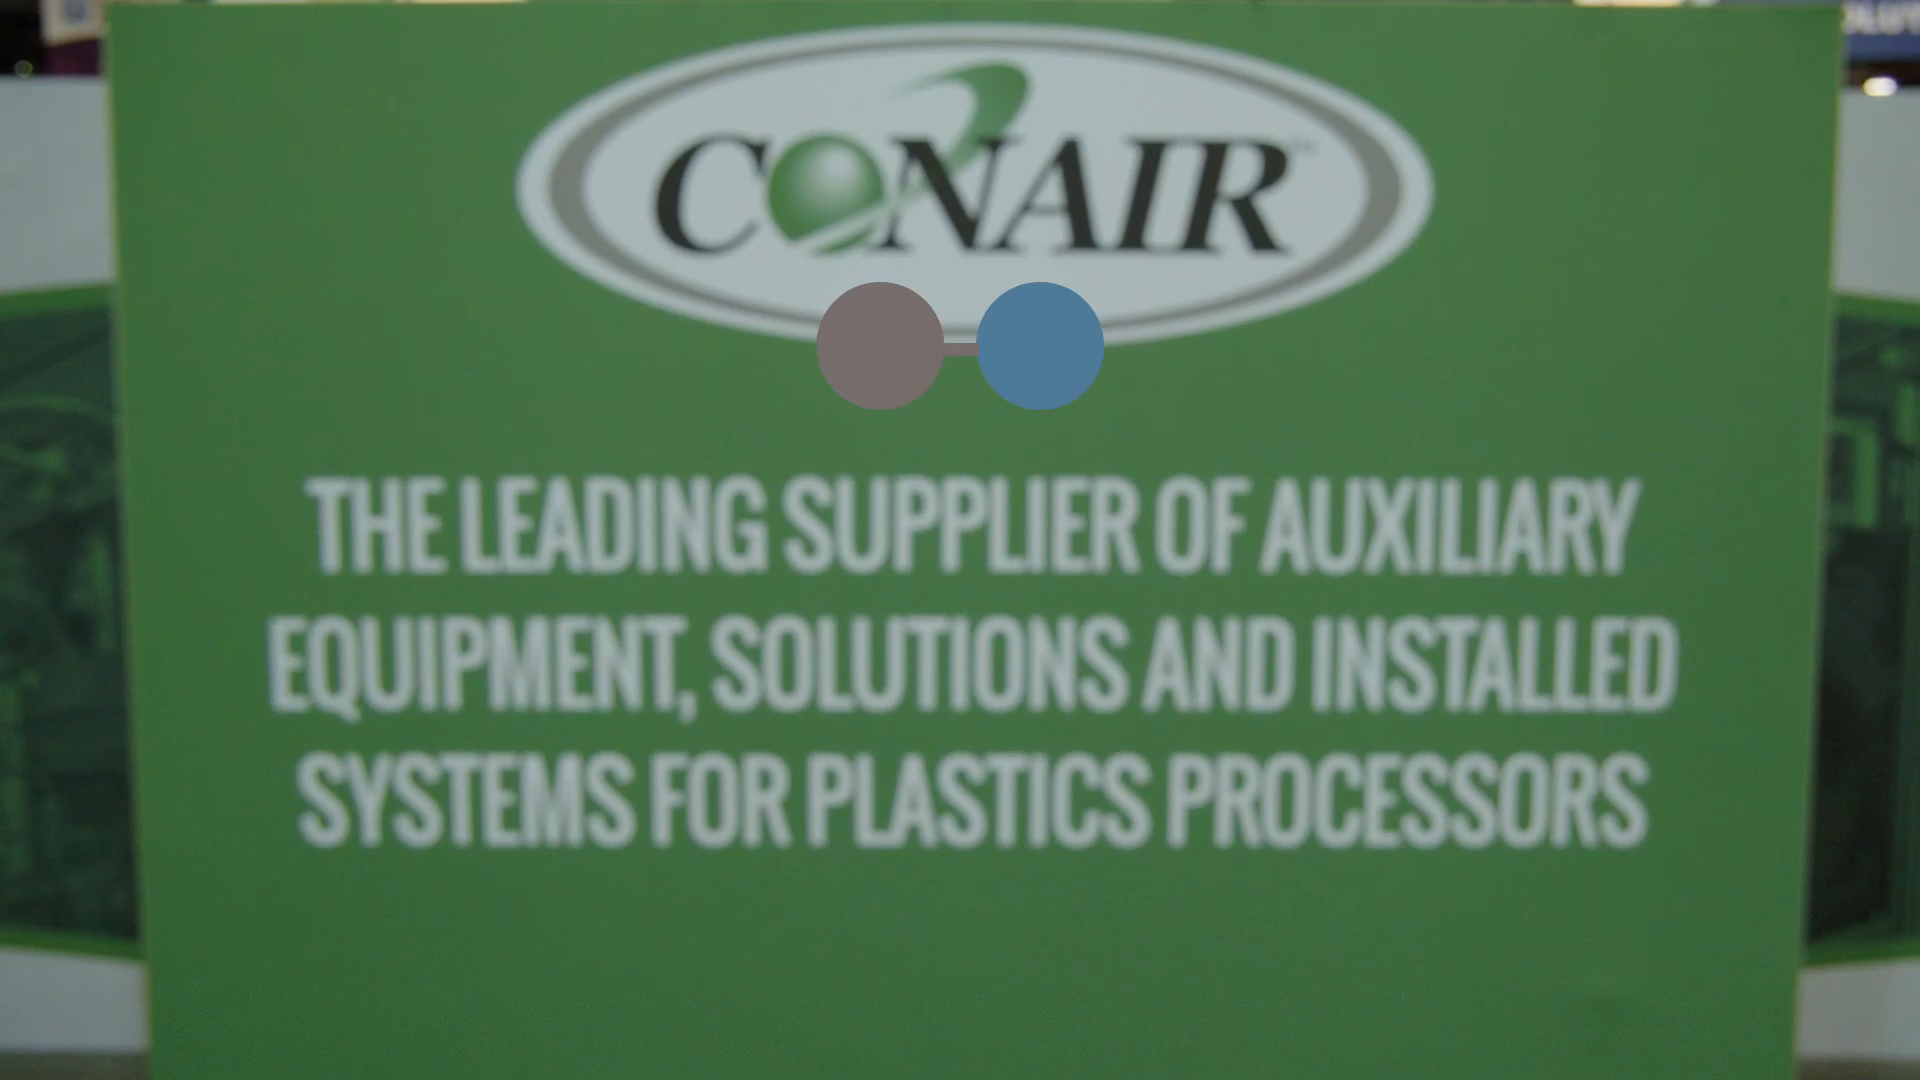 CONAIR
THE LEADING SUPPLIER OF AUXILIARY
EQUIPMENT, SOLUTIONS AND INSTALLED
SYSTEMS FOR PLASTICS PROCESSORS